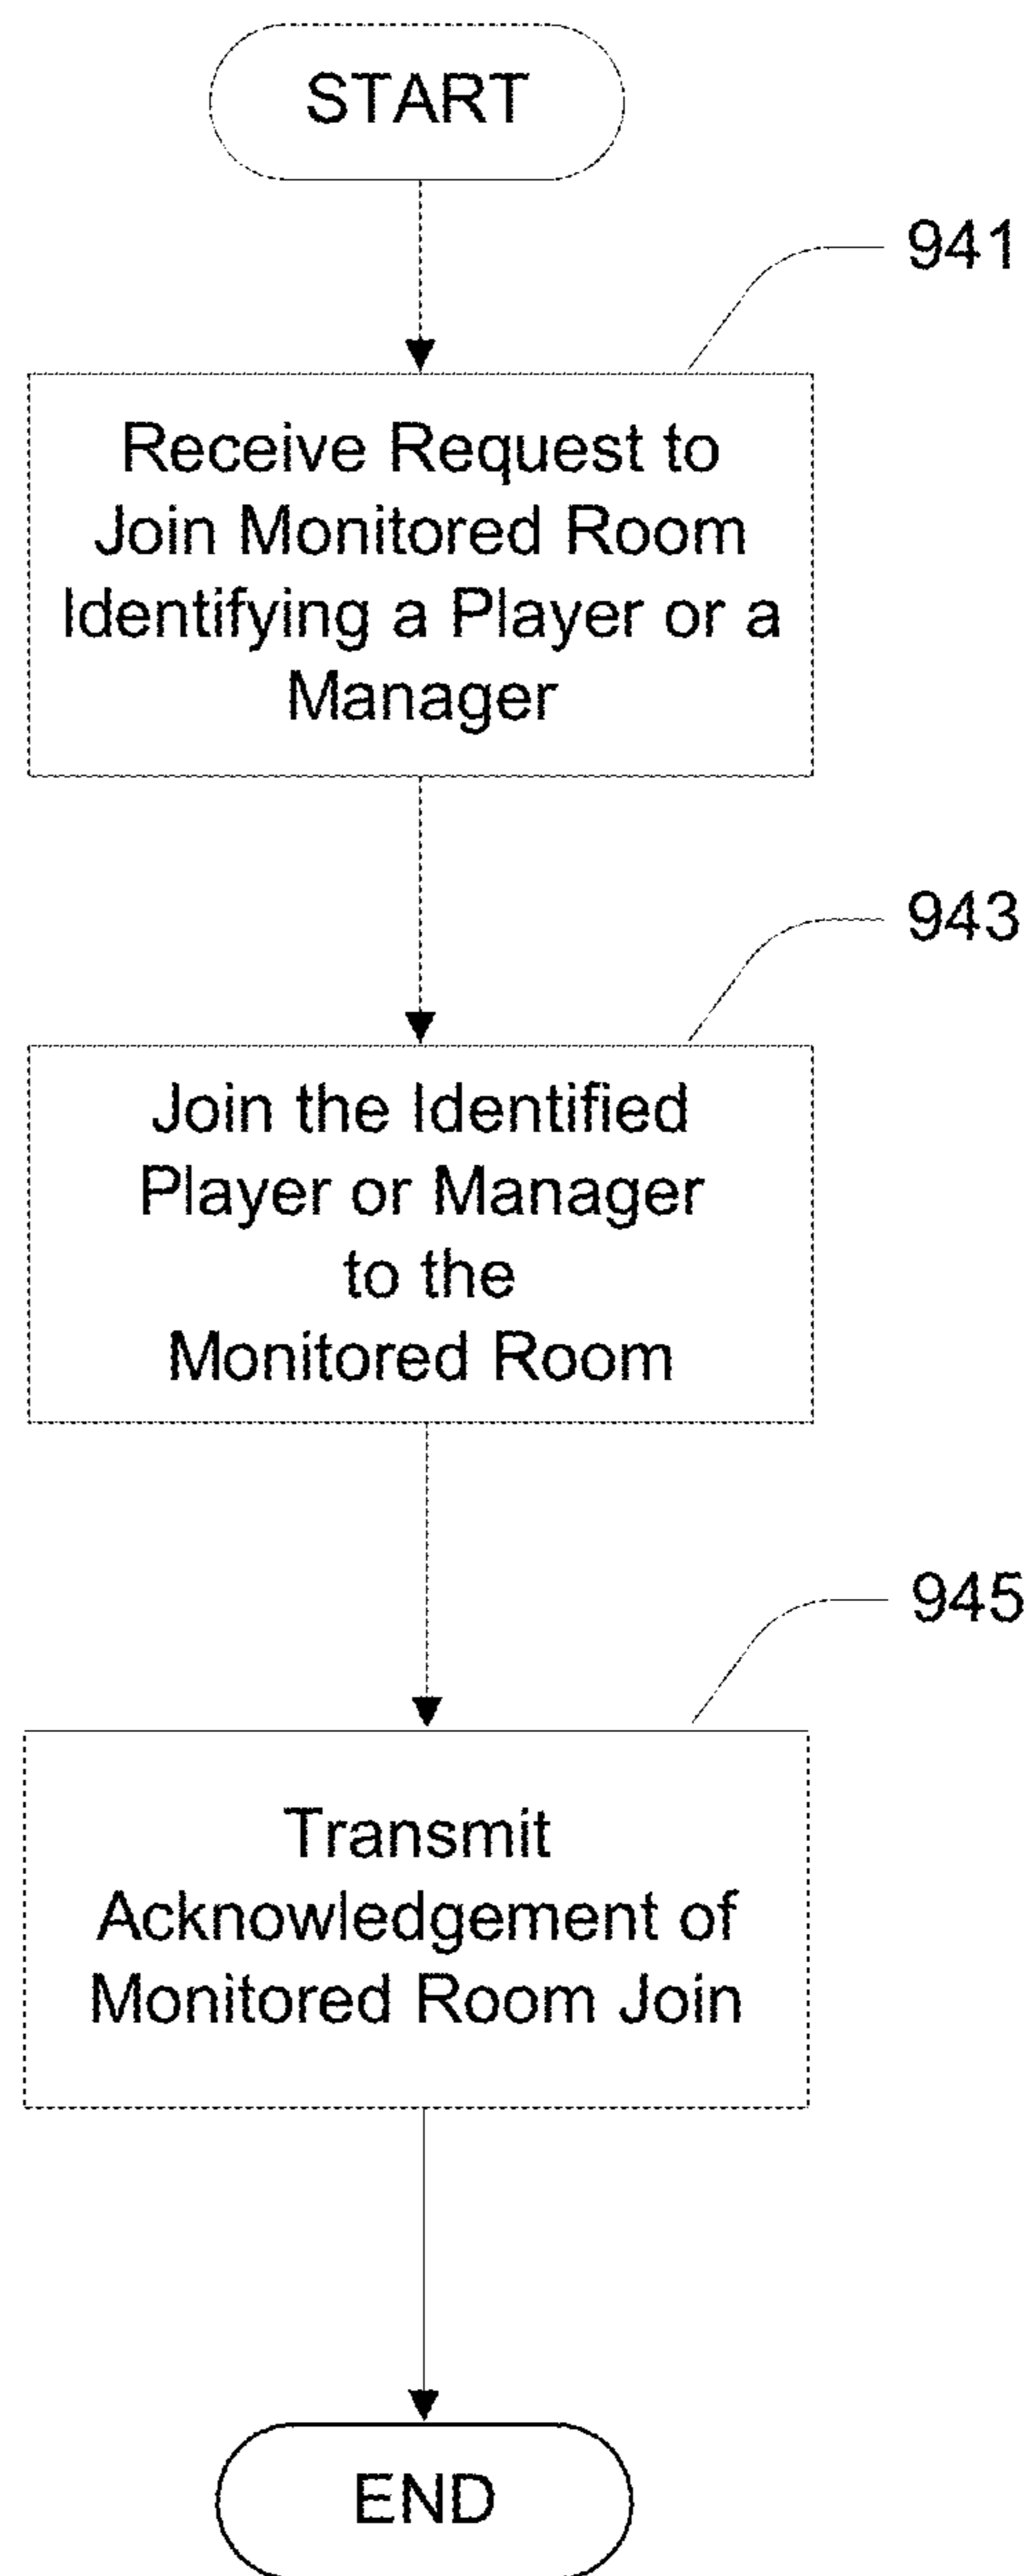 START
941
Receive Request to
Join Monitored Room
Identifying a Player or a
Manager
943
Join the Identified
Player or Manager
to the
Monitored Room
945
Transmit
Acknowledgement of
Monitored Room Join
END